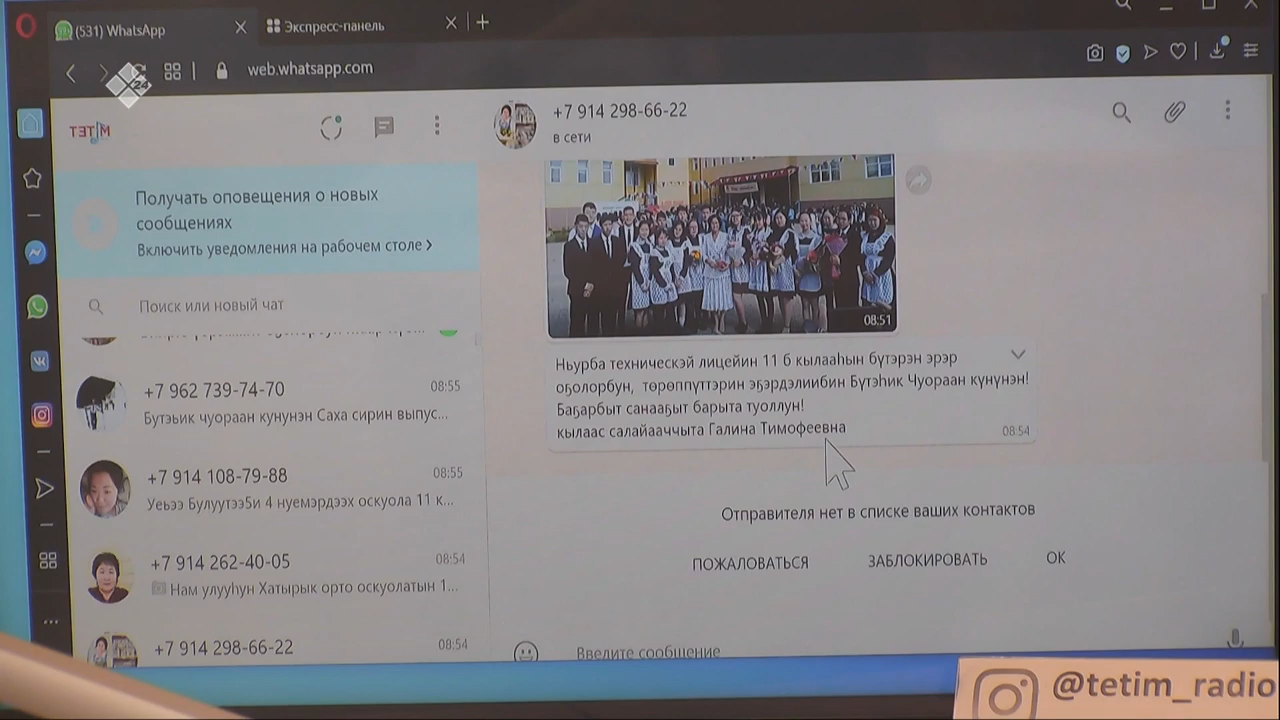 (531) WhatsApp
Экспресс-панель
web.whatsapp.com
X24
ТЭТІМ
+7 914 298-66-22
в сети
Получать оповещения о новых
сообщениях
Включить уведомления на рабочем столе
Поиск или новый чат
+7 962 739-74-70 08:55
Бутэьик чуораан кунунэн Саха сирин выпус...
+7 914 108-79-88 08:55
Уеьээ Булуутээ5и 4 нуемэрдээх оскуола 11 к...
+7 914 262-40-05 08:54
Нам улууһун Хатырык орто оскуолатын 1...
+7 914 298-66-22 08:54
08:51
Ньурба техническэй лицейин 11 б кылааһын бүтэрэн эрэр
оҕолорбун, төрөппүттэрин эҕэрдэлиибин Бүтэһик Чуораан күнүнэн!
Баҕарбыт санааҕыт барыта туоллун!
кылаас салайааччыта Галина Тимофеевна
08:54
Отправителя нет в списке ваших контактов
ПОЖАЛОВАТЬСЯ ЗАБЛОКИРОВАТЬ ОК
Введите сообщение
@tetim_radio